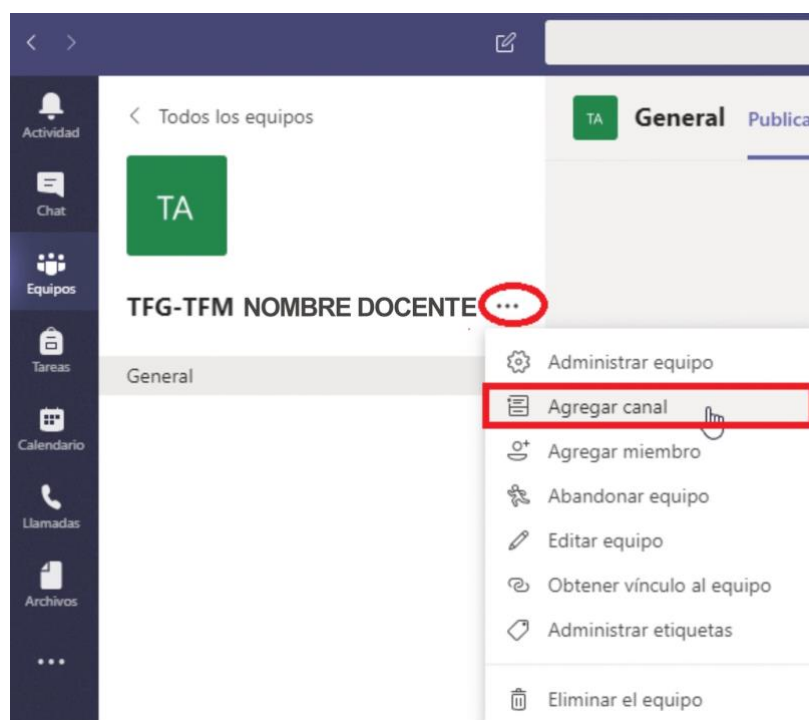 Actividad
Chat
Equipos
Tareas
Calendario
Llamadas
Archivos
Todos los equipos
TA
TFG-TFM NOMBRE DOCENTE
General
TA
General Publica
Administrar equipo
Agregar canal
Agregar miembro
Abandonar equipo
Editar equipo
Obtener vínculo al equipo
Administrar etiquetas
Eliminar el equipo